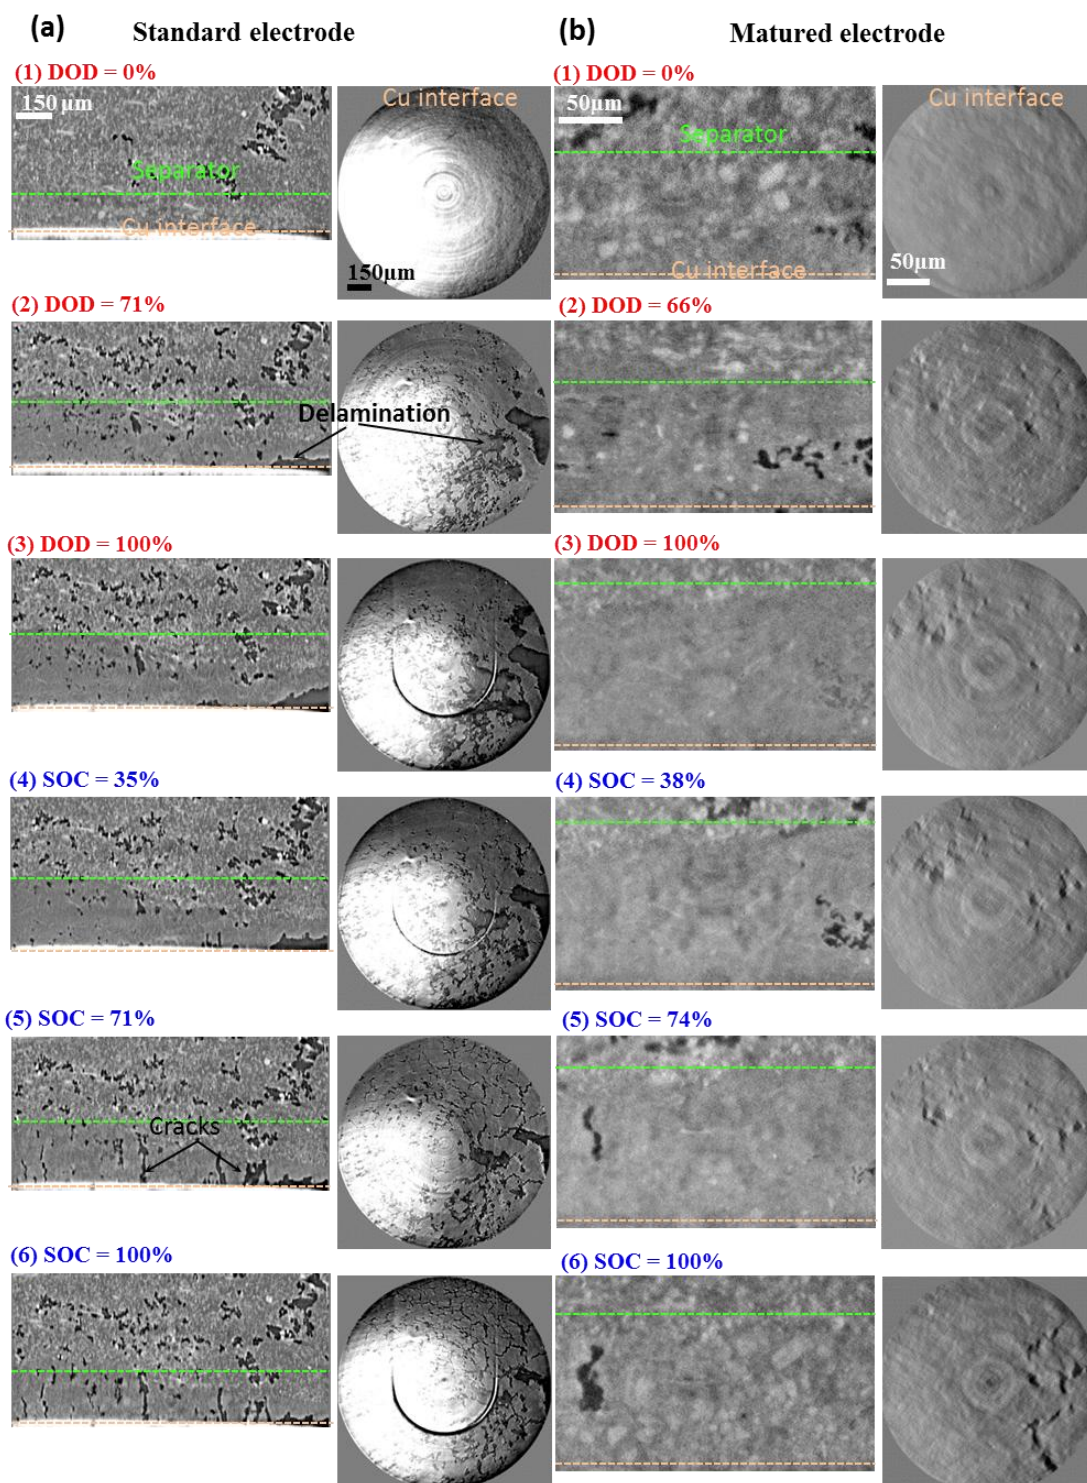 (a) Standard electrode
(b) Matured electrode
(1) DOD = 0%
150 µm
Separator
Cu interface
Cu interface
150µm
(2) DOD = 71%
Delamination
(3) DOD = 100%
(4) SOC = 35%
(5) SOC = 71%
Cracks
(6) SOC = 100%
(1) DOD = 0%
50µm
Separator
Cu interface
Cu interface
50µm
(2) DOD = 66%
(3) DOD = 100%
(4) SOC = 38%
(5) SOC = 74%
(6) SOC = 100%